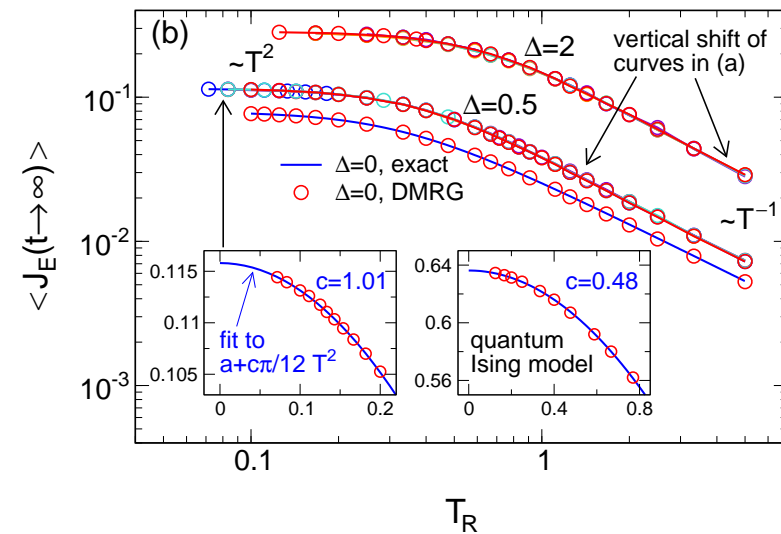 (b)
~T²
Δ=2
vertical shift of
curves in (a)
10⁻¹
Δ=0.5
Δ=0, exact
Δ=0, DMRG
~T⁻¹
<J_E(t→∞)>
10⁻²
0.115
c=1.01
0.64
c=0.48
0.11
0.6
fit to
a+cπ/12 T²
quantum
Ising model
0.105
0.56
10⁻³
0
0.1
0.2
0
0.4
0.8
0.1
1
T_R